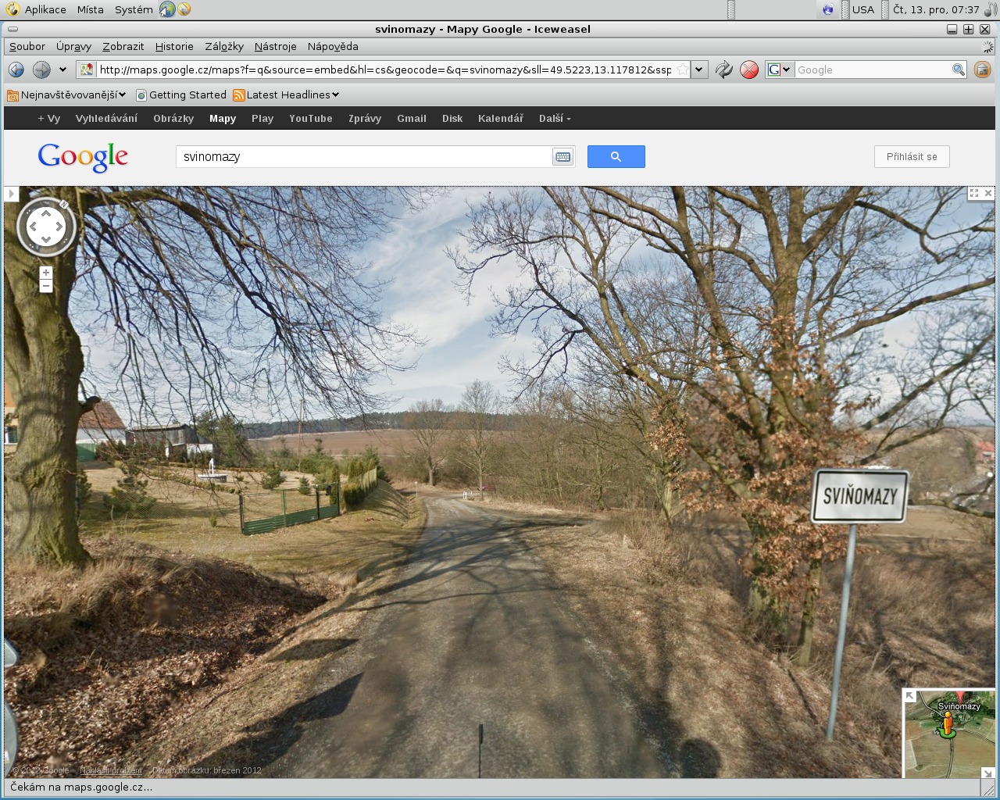 Aplikace Místa Systém USA Čt, 13. pro, 07:37
svinomazy - Mapy Google - Iceweasel
Soubor Úpravy Zobrazit Historie Záložky Nástroje Nápověda
http://maps.google.cz/maps?f=q&source=embed&hl=cs&geocode=&q=svinomazy&sll=49.5223,13.117812&ssp Google
Nejnavštěvovanější Getting Started Latest Headlines
+ Vy Vyhledávání Obrázky Mapy Play YouTube Zprávy Gmail Disk Kalendář Další
Google svinomazy Přihlásit se
N
SVIŇOMAZY
Sviňomazy
© 2012 Google Nahlásit problém Datum obrázku: březen 2012
Čekám na maps.google.cz...